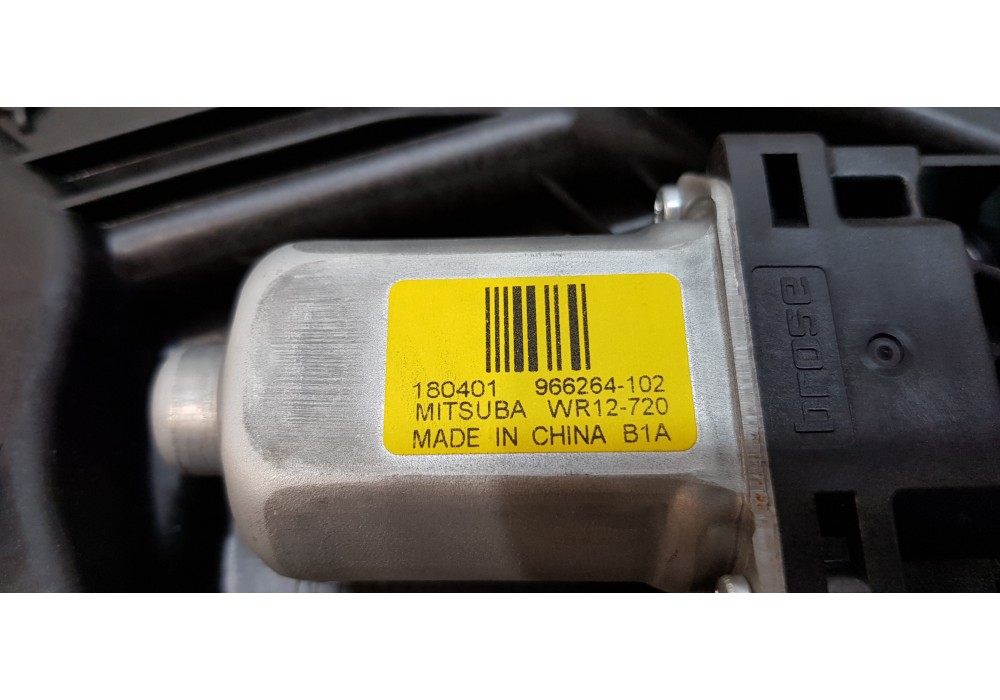 180401 966264-102
MITSUBA WR12-720
MADE IN CHINA B1A
brose